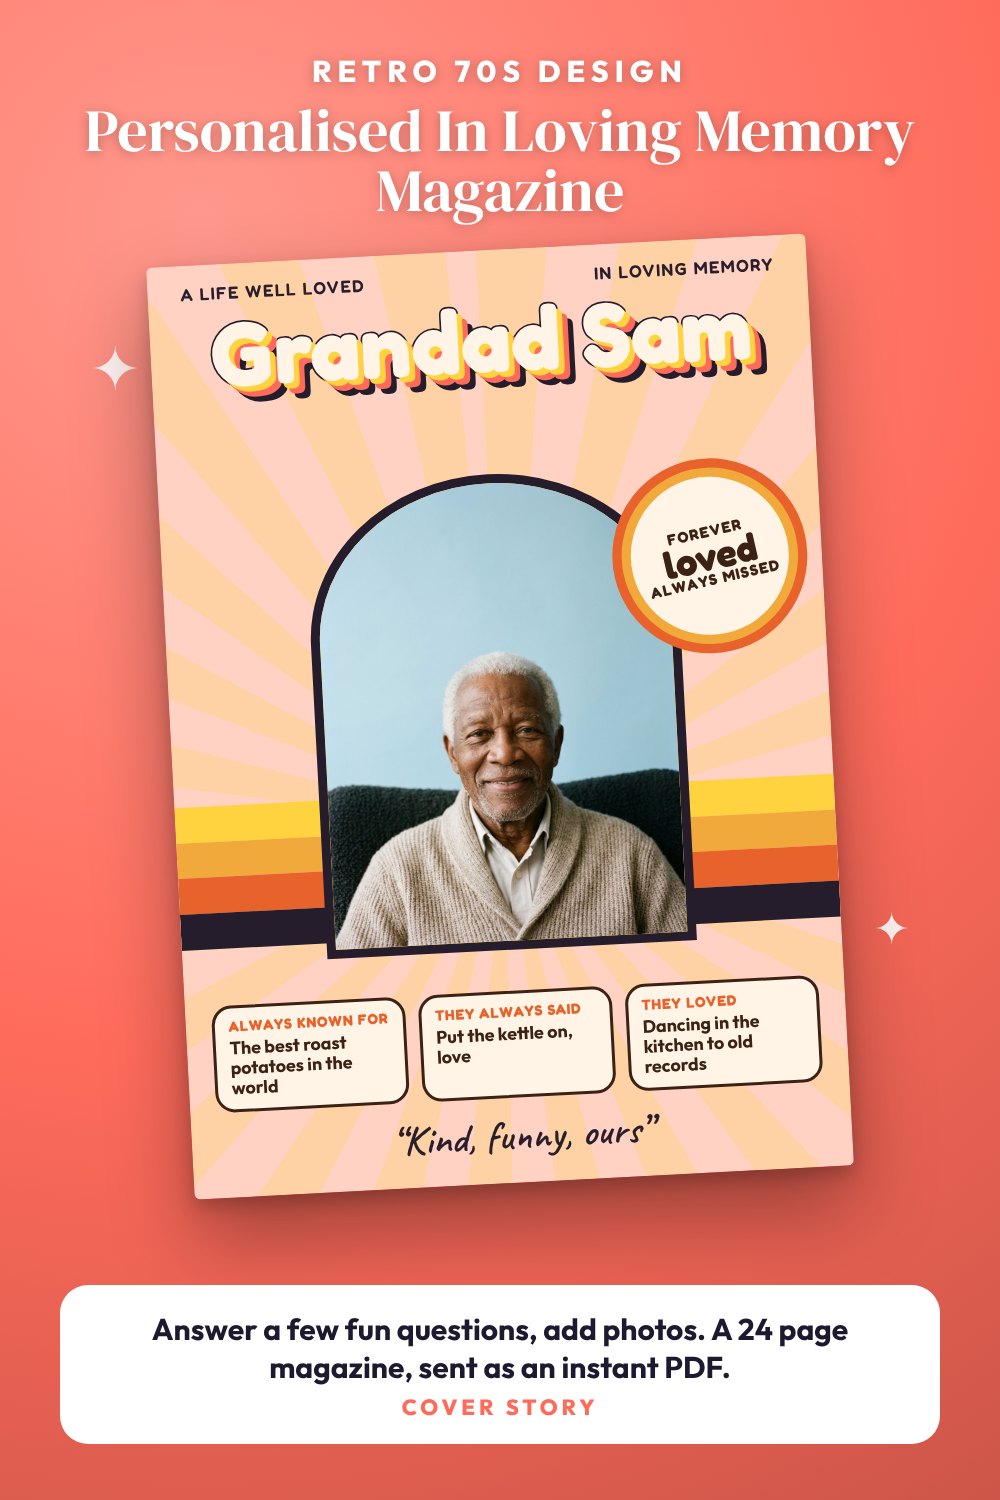 RETRO 70S DESIGN
Personalised In Loving Memory
Magazine
A LIFE WELL LOVED
IN LOVING MEMORY
Grandad Sam
FOREVER
loved
ALWAYS MISSED
ALWAYS KNOWN FOR
The best roast
potatoes in the
world
THEY ALWAYS SAID
Put the kettle on,
love
THEY LOVED
Dancing in the
kitchen to old
records
“Kind, funny, ours”
Answer a few fun questions, add photos. A 24 page
magazine, sent as an instant PDF.
COVER STORY